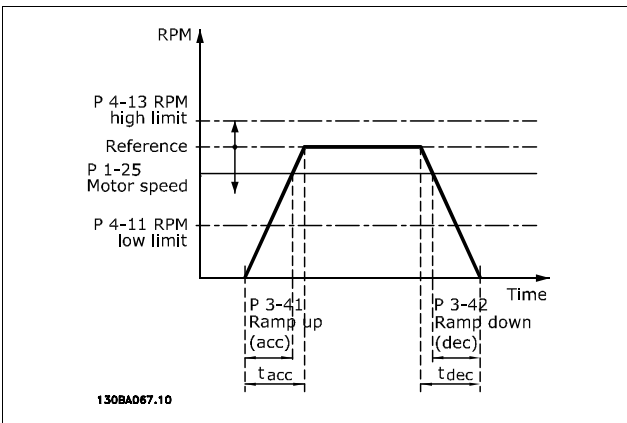 RPM
P 4-13 RPM
high limit
Reference
P 1-25
Motor speed
P 4-11 RPM
low limit
Time
P 3-41
Ramp up
(acc)
tacc
P 3-42
Ramp down
(dec)
tdec
130BA067.10